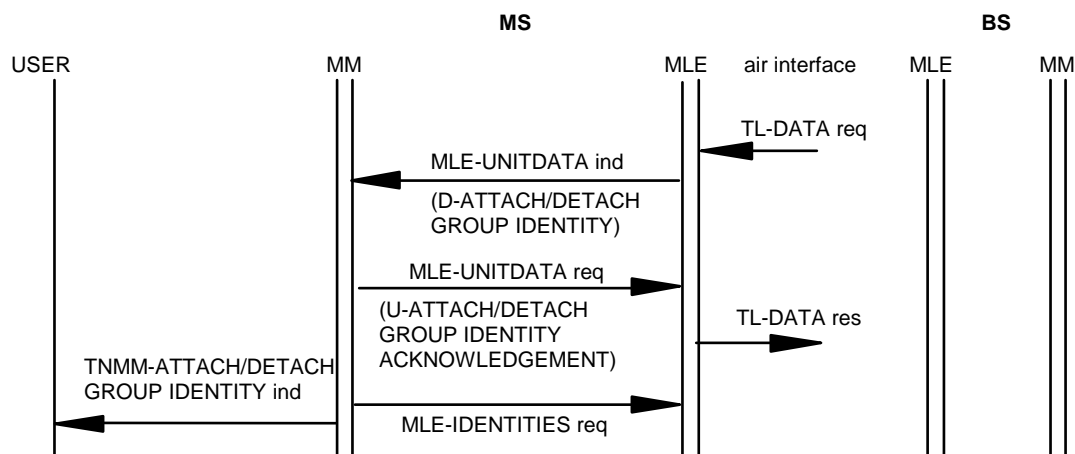 MS
BS
USER
MM
MLE
air interface
MLE
MM
TL-DATA req
MLE-UNITDATA ind
(D-ATTACH/DETACH
GROUP IDENTITY)
MLE-UNITDATA req
(U-ATTACH/DETACH
GROUP IDENTITY
ACKNOWLEDGEMENT)
TL-DATA res
TNMM-ATTACH/DETACH
GROUP IDENTITY ind
MLE-IDENTITIES req